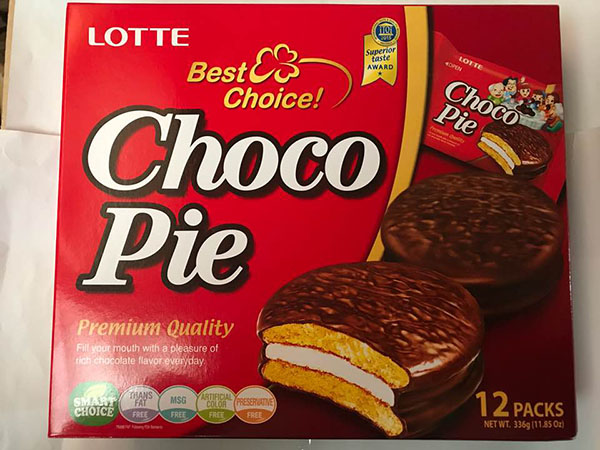 LOTTE
Best
Choice!
Superior
taste
AWARD
LOTTE
OPEN
Choco
Pie
Choco
Pie
Premium Quality
Fill your mouth with a pleasure of
rich chocolate flavor everyday
SMART
CHOICE
TRANS
FAT
FREE
MSG
FREE
ARTIFICIAL
COLOR
FREE
PRESERVATIVE
FREE
12 PACKS
NET WT. 336g (11.85 Oz)